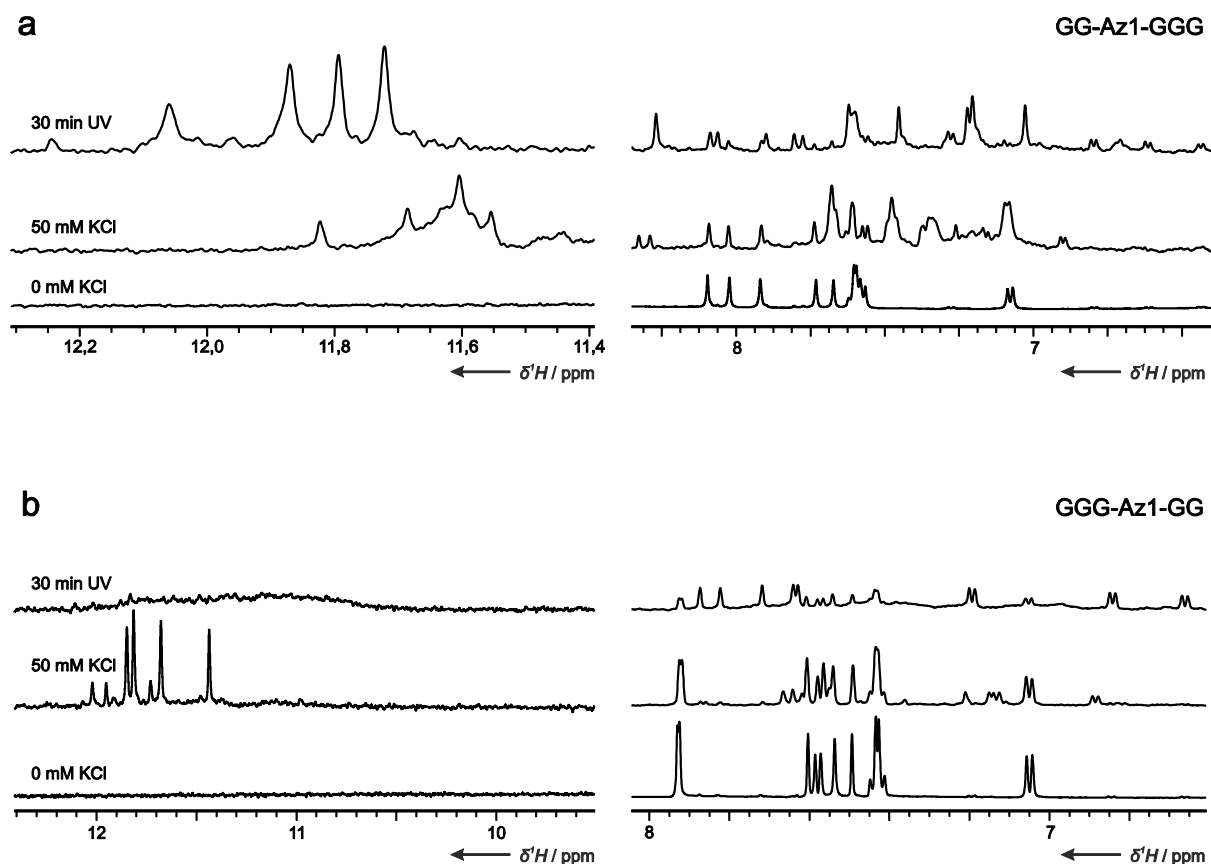 a
GG-Az1-GGG
30 min UV
50 mM KCl
0 mM KCl
12,2 12,0 11,8 11,6 11,4
8 7
δ¹H / ppm
δ¹H / ppm
b
GGG-Az1-GG
30 min UV
50 mM KCl
0 mM KCl
12 11 10
8 7
δ¹H / ppm
δ¹H / ppm